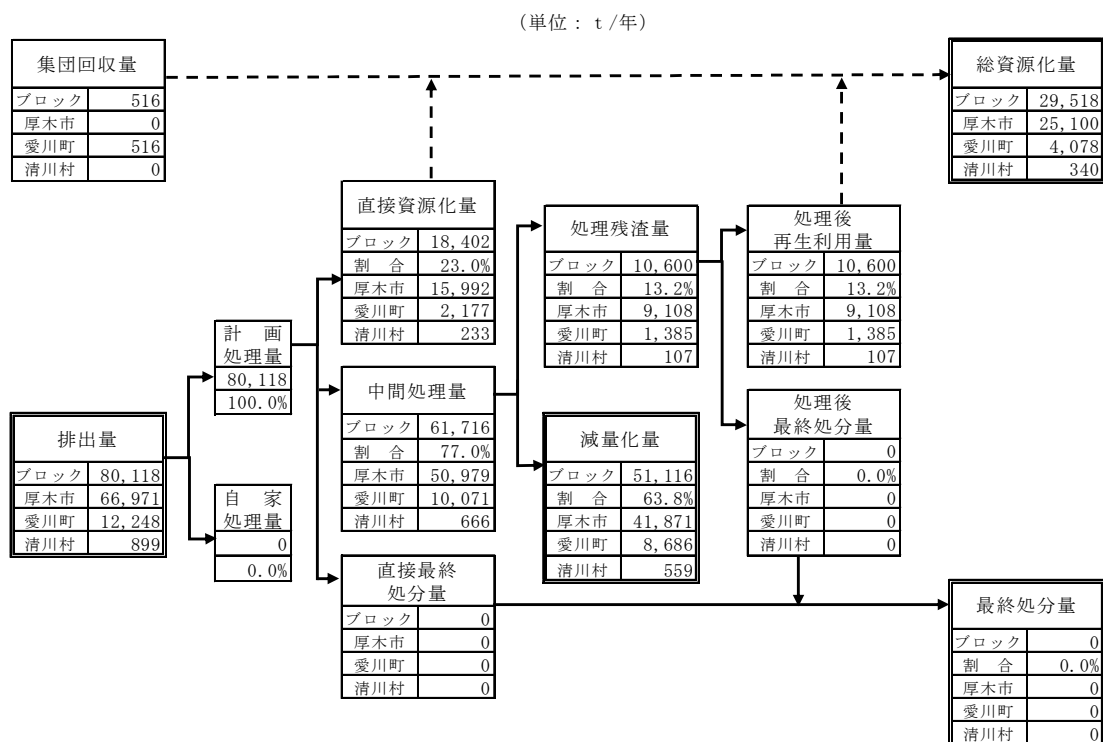 （単位：ｔ/年）
集団回収量
ブロック 516
厚木市 0
愛川町 516
清川村 0
総資源化量
ブロック 29,518
厚木市 25,100
愛川町 4,078
清川村 340
直接資源化量
ブロック 18,402
割　合 23.0%
厚木市 15,992
愛川町 2,177
清川村 233
処理残渣量
ブロック 10,600
割　合 13.2%
厚木市 9,108
愛川町 1,385
清川村 107
処理後
再生利用量
ブロック 10,600
割　合 13.2%
厚木市 9,108
愛川町 1,385
清川村 107
計　画
処理量
80,118
100.0%
中間処理量
ブロック 61,716
割　合 77.0%
厚木市 50,979
愛川町 10,071
清川村 666
処理後
最終処分量
ブロック 0
割　合 0.0%
厚木市 0
愛川町 0
清川村 0
排出量
ブロック 80,118
厚木市 66,971
愛川町 12,248
清川村 899
減量化量
ブロック 51,116
割　合 63.8%
厚木市 41,871
愛川町 8,686
清川村 559
自　家
処理量
0
0.0%
直接最終
処分量
ブロック 0
厚木市 0
愛川町 0
清川村 0
最終処分量
ブロック 0
割　合 0.0%
厚木市 0
愛川町 0
清川村 0